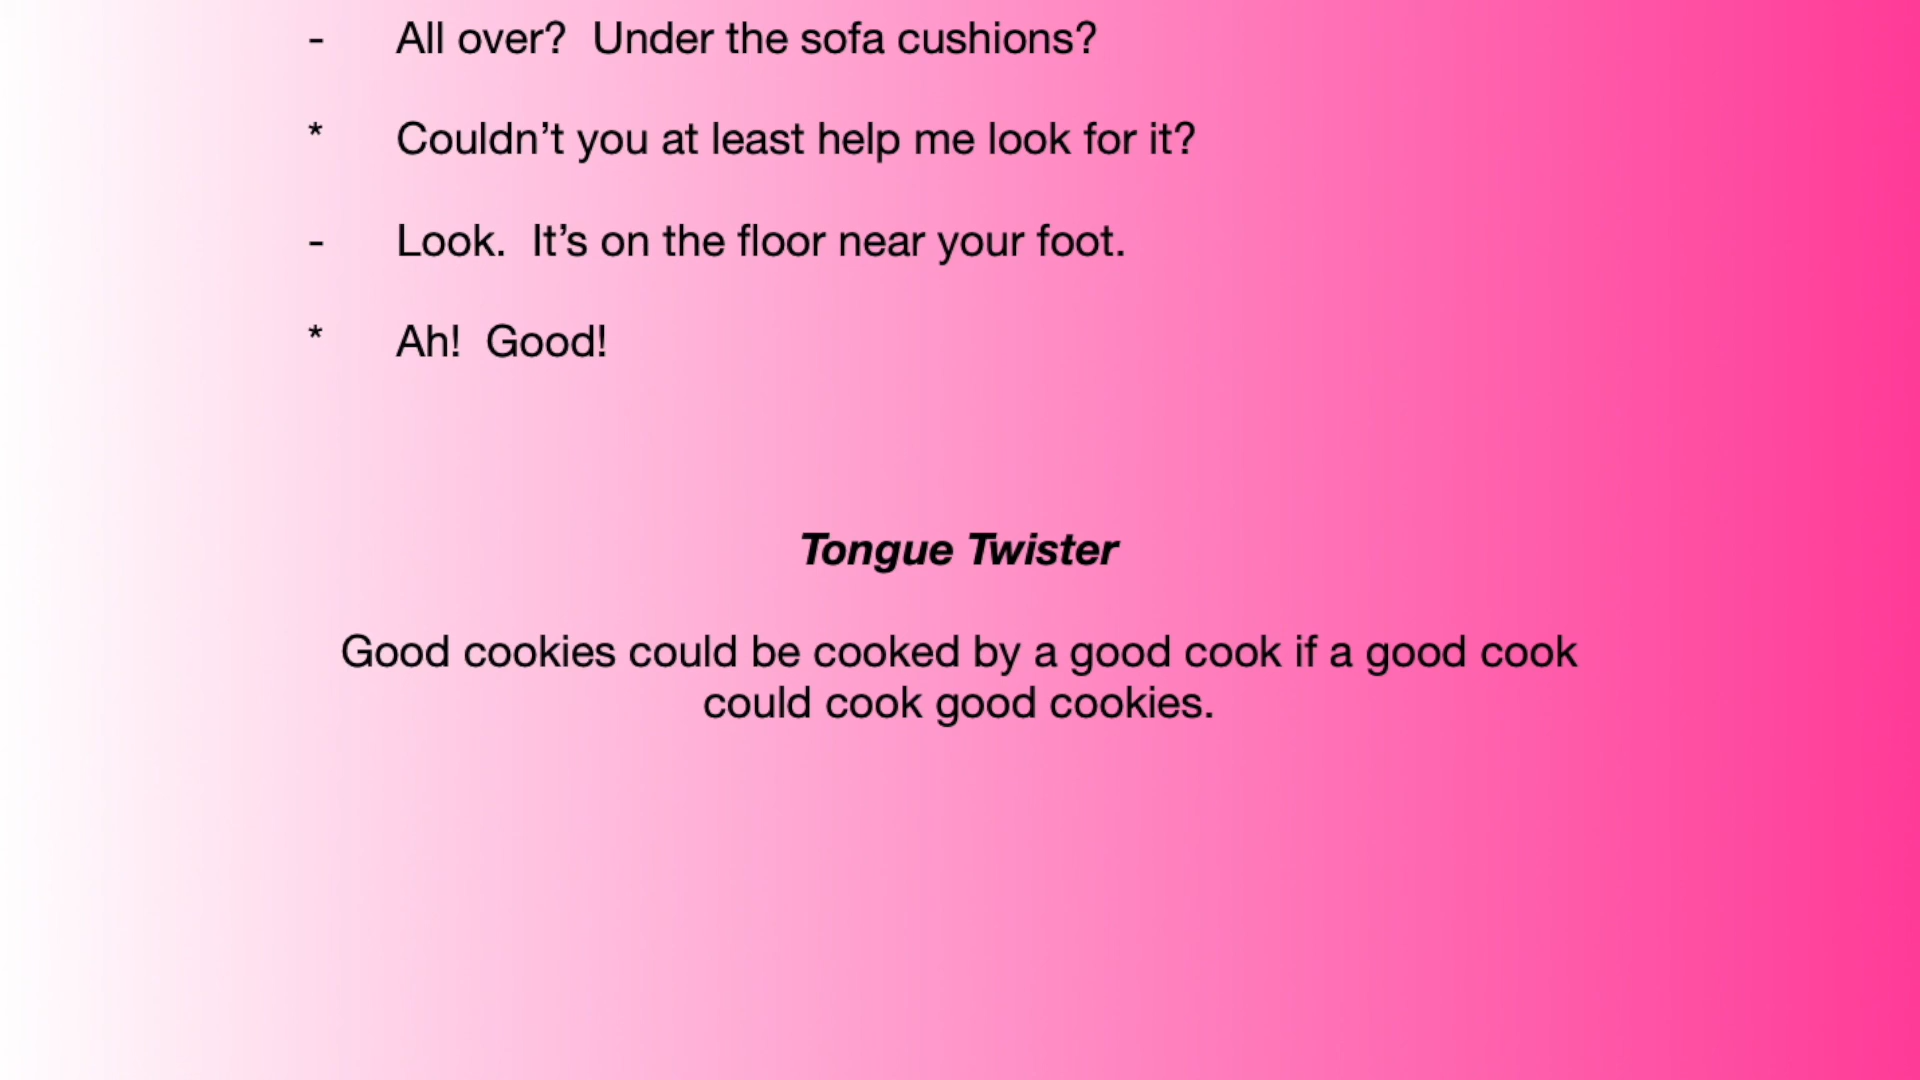 - All over?  Under the sofa cushions?
* Couldn’t you at least help me look for it?
- Look.  It’s on the floor near your foot.
* Ah!  Good!
Tongue Twister
Good cookies could be cooked by a good cook if a good cook
could cook good cookies.